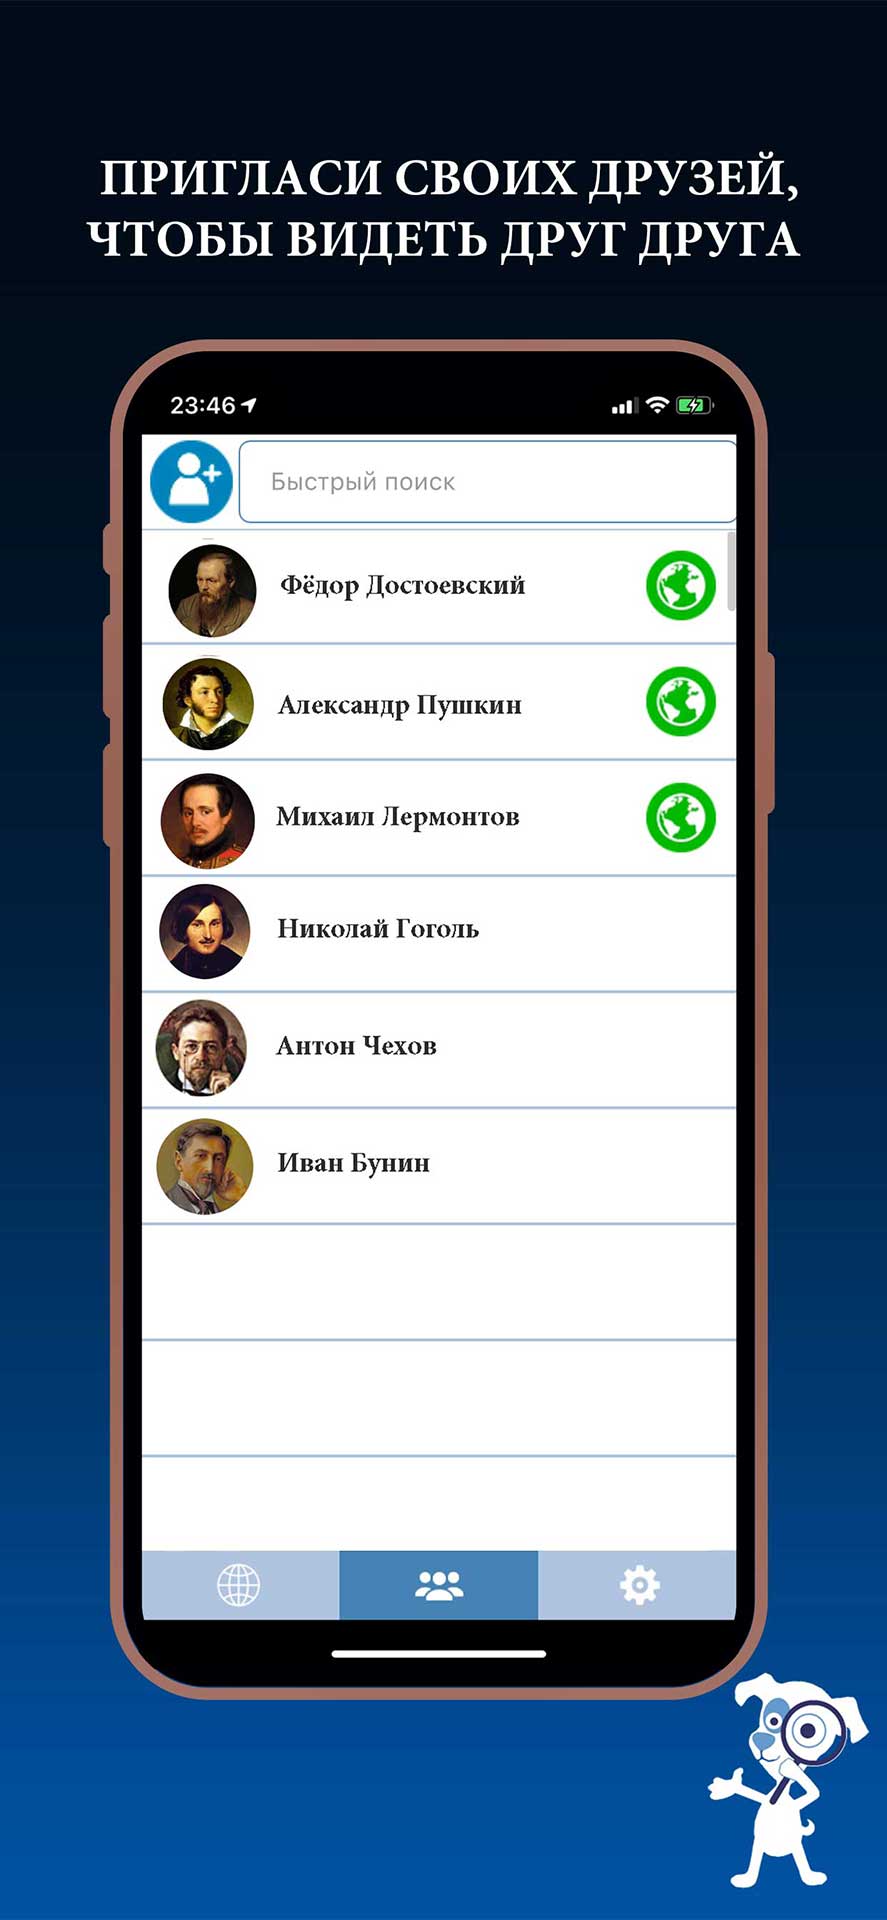 ПРИГЛАСИ СВОИХ ДРУЗЕЙ,
ЧТОБЫ ВИДЕТЬ ДРУГ ДРУГА
23:46
Быстрый поиск
Фёдор Достоевский
Александр Пушкин
Михаил Лермонтов
Николай Гоголь
Антон Чехов
Иван Бунин